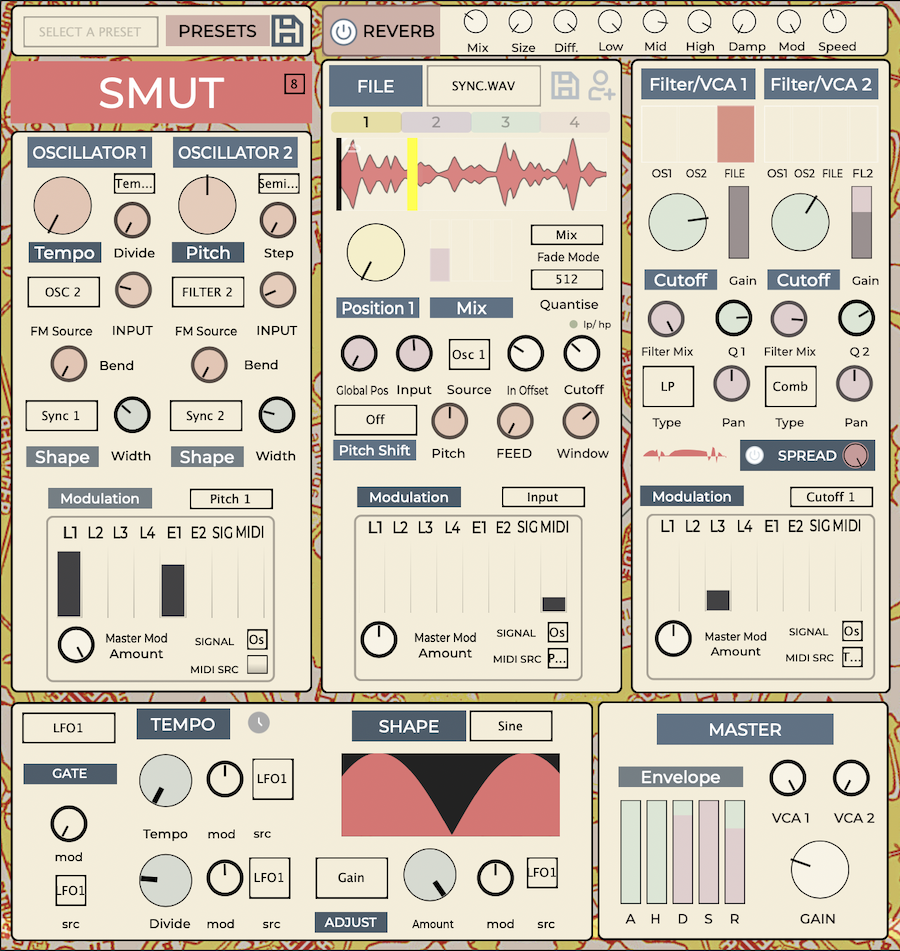 SELECT A PRESET PRESETS
REVERB
Mix Size Diff. Low Mid High Damp Mod Speed
SMUT 8
OSCILLATOR 1 OSCILLATOR 2
Tem... Semi...
Tempo Divide Pitch Step
OSC 2 FILTER 2
FM Source INPUT FM Source INPUT
Bend Bend
Sync 1 Sync 2
Shape Width Shape Width
Modulation Pitch 1
L1 L2 L3 L4 E1 E2 SIG MIDI
Master Mod
Amount
SIGNAL Os
MIDI SRC
FILE SYNC.WAV
1 2 3 4
Mix
Fade Mode
512
Quantise
Position 1 Mix
lp/ hp
Osc 1
Global Pos Input Source In Offset Cutoff
Off
Pitch Shift Pitch FEED Window
Modulation Input
L1 L2 L3 L4 E1 E2 SIG MIDI
Master Mod
Amount
SIGNAL Os
MIDI SRC P...
Filter/VCA 1 Filter/VCA 2
OS1 OS2 FILE OS1 OS2 FILE FL2
Cutoff Gain Cutoff Gain
Filter Mix Q 1 Filter Mix Q 2
LP Comb
Type Pan Type Pan
SPREAD
Modulation Cutoff 1
L1 L2 L3 L4 E1 E2 SIG MIDI
Master Mod
Amount
SIGNAL Os
MIDI SRC T...
LFO1 TEMPO
GATE
LFO1
mod
Tempo mod src
LFO1
src
LFO1
Divide mod src
SHAPE Sine
Gain LFO1
ADJUST Amount mod src
MASTER
Envelope
VCA 1 VCA 2
A H D S R
GAIN